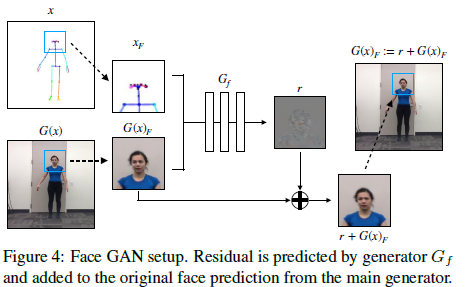 x
x_F
G_f
r
G(x)_F := r + G(x)_F
G(x)
G(x)_F
r + G(x)_F
Figure 4: Face GAN setup. Residual is predicted by generator G_f
and added to the original face prediction from the main generator.